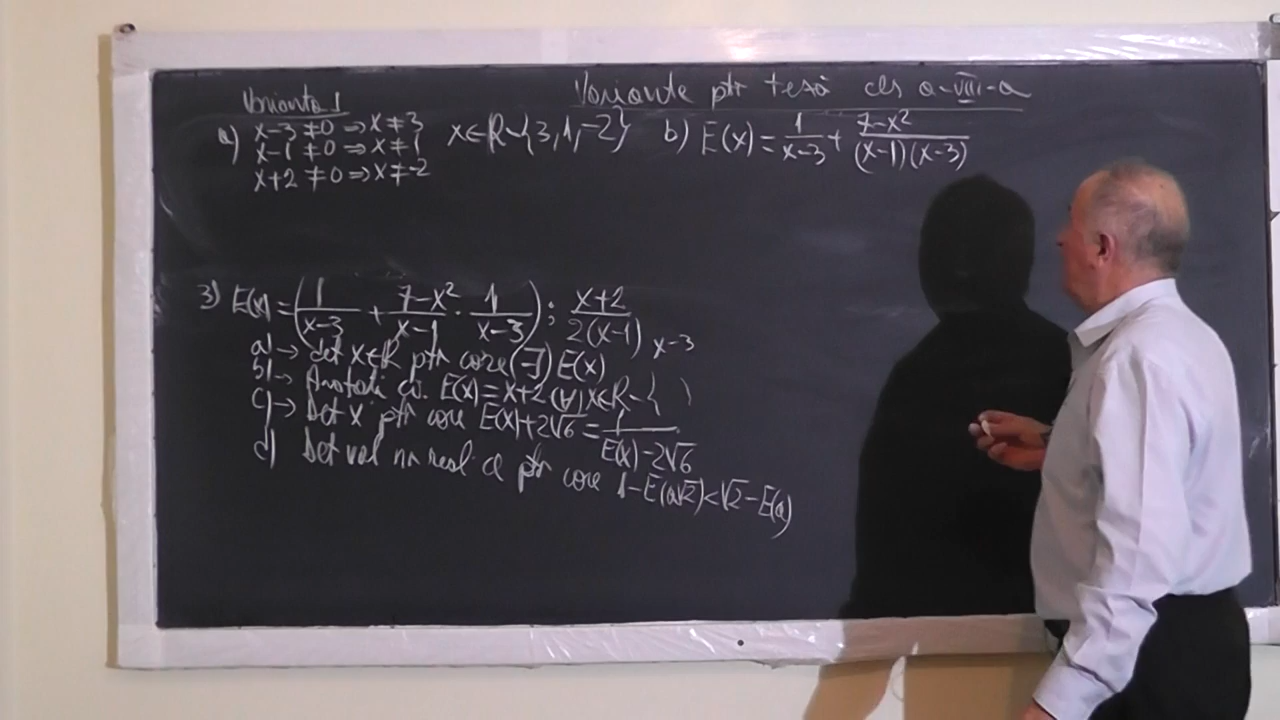 Variante ptr teză cls a-VIII-a
Varianta 1
a) x-3 ≠0 ⇒ x ≠ 3
x-1 ≠0 ⇒ x ≠ 1
x+2 ≠0 ⇒ x ≠ -2
x∈R-{3,1,-2}
b) E(x) = 1/(x-3) + (7-x²)/((x-1)(x-3))
3) E(x) = (1/(x-3) + (7-x²)/(x-1) · 1/(x-3)) : (x+2)/(2(x-1))
x-3
a) → det x∈R ptr care (∃) E(x)
b) → Arătați că. E(x) = x+2 (∀) x∈R-{ }
c) → Det x ptr care E(x)+2√6 = 1/(E(x)-2√6)
d) Det val nr real a ptr care 1-E(a√2)<√2-E(a)